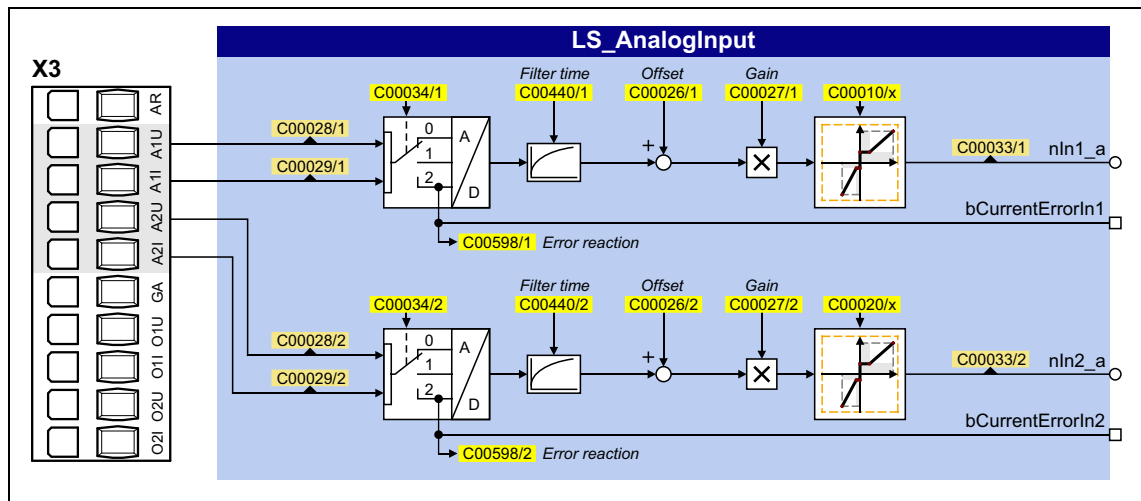 LS_AnalogInput
X3
AR
A1U
A1I
A2U
A2I
GA
O1U
O1I
O2U
O2I
Filter time
Offset
Gain
C00034/1
C00440/1
C00026/1
C00027/1
C00010/x
C00028/1
C00029/1
0
1
2
A
D
+
C00033/1
nIn1_a
bCurrentErrorIn1
C00598/1 Error reaction
Filter time
Offset
Gain
C00034/2
C00440/2
C00026/2
C00027/2
C00020/x
C00028/2
C00029/2
0
1
2
A
D
+
C00033/2
nIn2_a
bCurrentErrorIn2
C00598/2 Error reaction